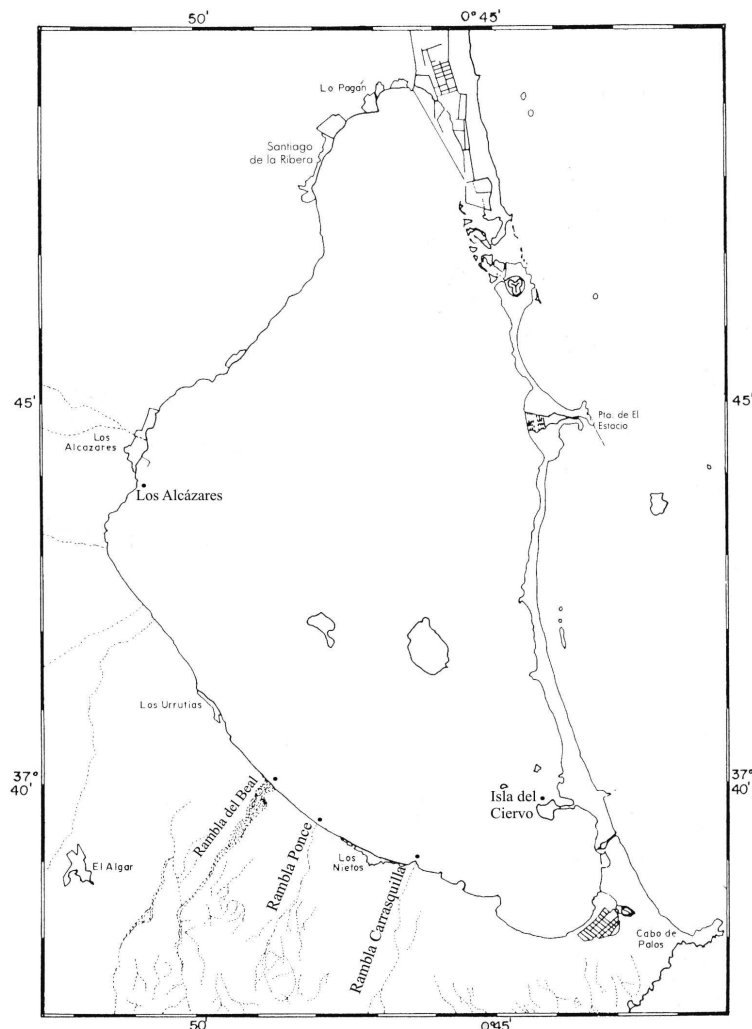 50'
0°45'
Lo Pagán
Santiago
de la Ribera
45'
45'
Pta. de El
Estacio
Los
Alcazares
Los Alcázares
Los Urrutias
37°
40'
37°
40'
Isla del
Ciervo
Rambla del Beal
Rambla Ponce
Los
Nietos
Rambla Carrasquilla
El Algar
Cabo de
Palos
50'
0°45'